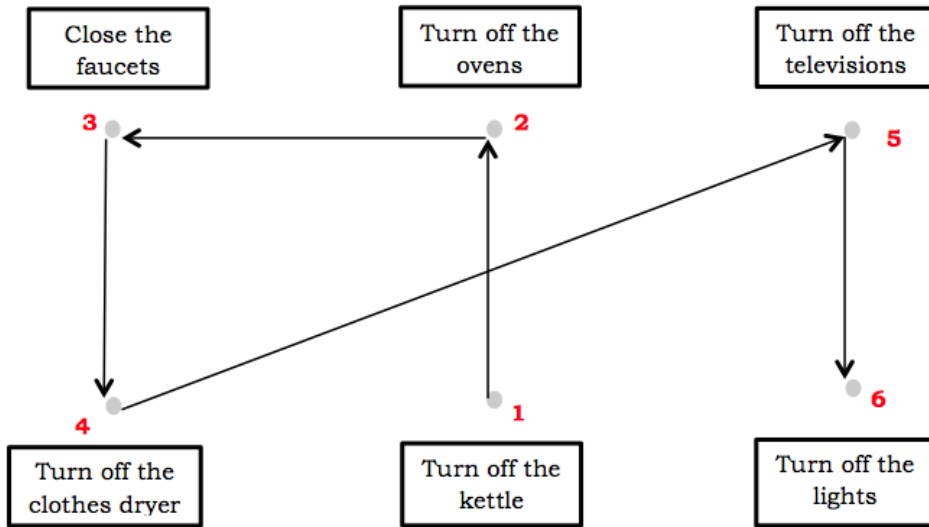 Close the
faucets
Turn off the
ovens
Turn off the
televisions
3
2
5
4
1
6
Turn off the
clothes dryer
Turn off the
kettle
Turn off the
lights